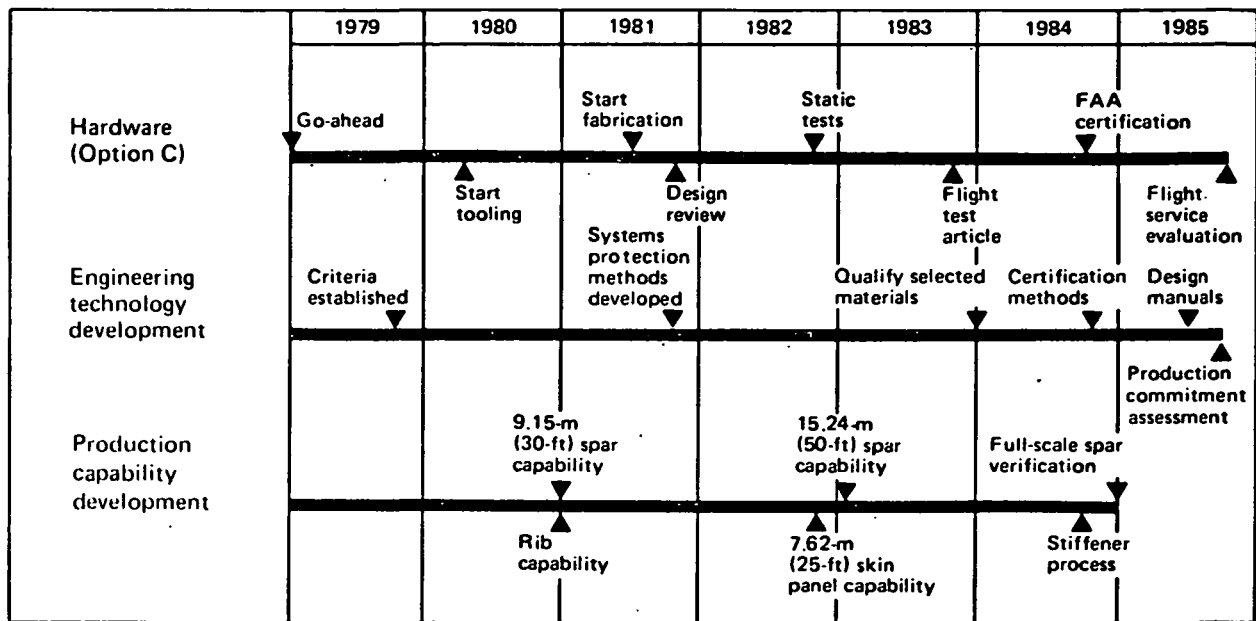 1979 1980 1981 1982 1983 1984 1985
Hardware
(Option C)
Go-ahead
Start
fabrication
Static
tests
FAA
certification
Start
tooling
Design
review
Flight
test
article
Flight-
service
evaluation
Engineering
technology
development
Criteria
established
Systems
protection
methods
developed
Qualify selected
materials
Certification
methods
Design
manuals
Production
commitment
assessment
Production
capability
development
9.15-m
(30-ft) spar
capability
15.24-m
(50-ft) spar
capability
Full-scale spar
verification
Rib
capability
7.62-m
(25-ft) skin
panel capability
Stiffener
process